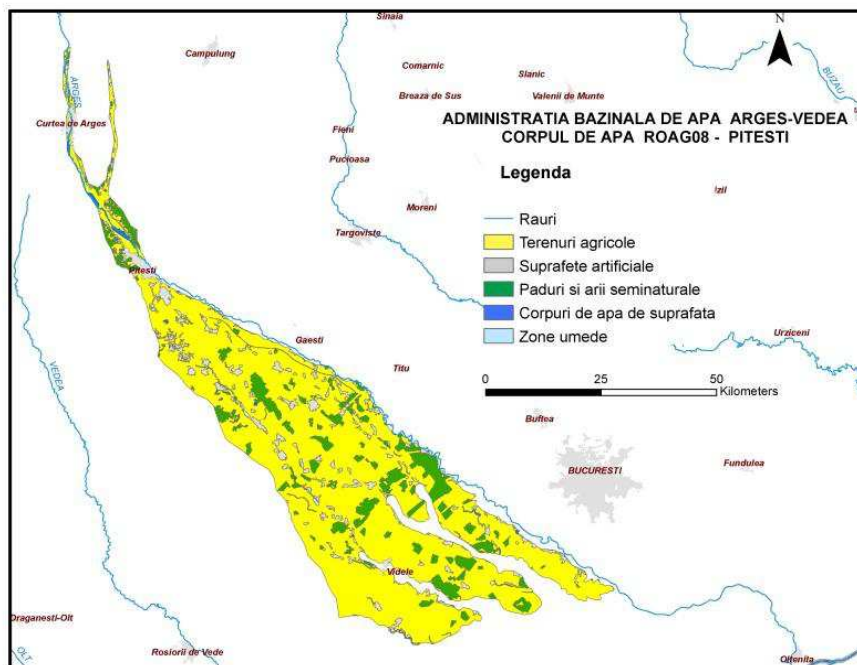 Sinaia
N
Campulung
Comarnic
Slanic
BUZAU
Breaza de Sus
Valenii de Munte
ARGES
ADMINISTRATIA BAZINALA DE APA ARGES-VEDEA
CORPUL DE APA ROAG08 - PITESTI
Curtea de Arges
Fieni
Pucioasa
Legenda
Izil
Moreni
Rauri
Targoviste
Terenuri agricole
Suprafete artificiale
Pitesti
Paduri si arii seminaturale
Corpuri de apa de suprafata
Zone umede
Urziceni
Gaesti
VEDEA
Titu
0 25 50
Kilometers
Buftea
BUCURESTI
Fundulea
Videle
Draganesti-Olt
Rosiorii de Vede
OLT
Oltenita